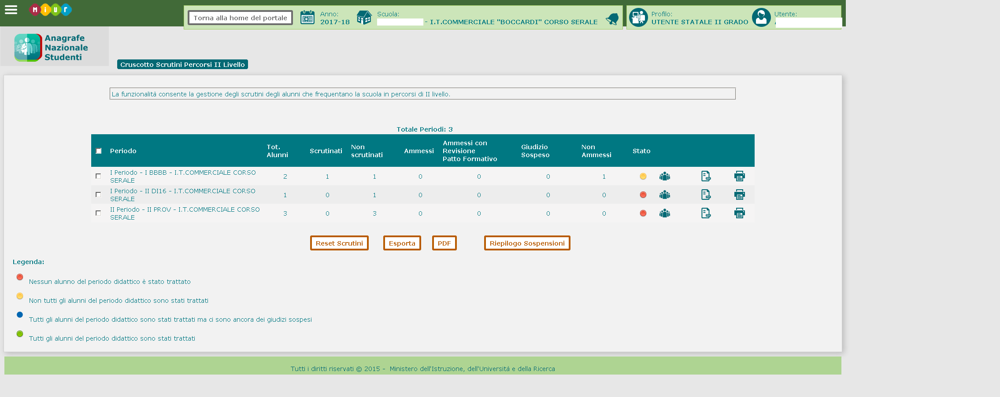 MIUR
Torna alla home del portale
Anno:
2017-18
Scuola:
- I.T.COMMERCIALE "BOCCARDI" CORSO SERALE
Profilo:
UTENTE STATALE II GRADO
Utente:
Anagrafe
Nazionale
Studenti
Cruscotto Scrutini Percorsi II Livello
La funzionalità consente la gestione degli scrutini degli alunni che frequentano la scuola in percorsi di II livello.
Totale Periodi: 3
Periodo Tot. Alunni Scrutinati Non scrutinati Ammessi Ammessi con Revisione Patto Formativo Giudizio Sospeso Non Ammessi Stato
I Periodo - I BBBB - I.T.COMMERCIALE CORSO SERALE 2 1 1 0 0 0 1
I Periodo - II DI16 - I.T.COMMERCIALE CORSO SERALE 1 0 1 0 0 0 0
II Periodo - II PROV - I.T.COMMERCIALE CORSO SERALE 3 0 3 0 0 0 0
Reset Scrutini Esporta PDF Riepilogo Sospensioni
Legenda:
Nessun alunno del periodo didattico è stato trattato
Non tutti gli alunni del periodo didattico sono stati trattati
Tutti gli alunni del periodo didattico sono stati trattati ma ci sono ancora dei giudizi sospesi
Tutti gli alunni del periodo didattico sono stati trattati
Tutti i diritti riservati © 2015 - Ministero dell'Istruzione, dell'Università e della Ricerca